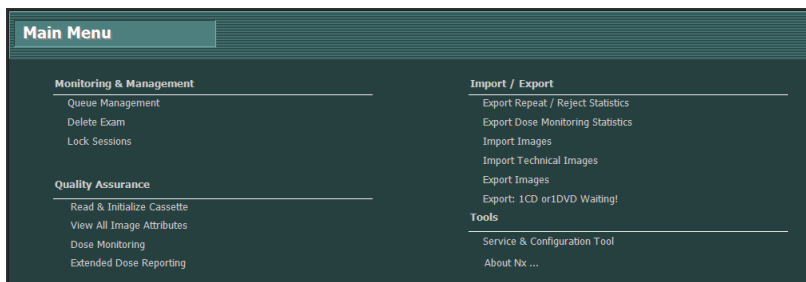 Main Menu
Monitoring & Management
Queue Management
Delete Exam
Lock Sessions
Quality Assurance
Read & Initialize Cassette
View All Image Attributes
Dose Monitoring
Extended Dose Reporting
Import / Export
Export Repeat / Reject Statistics
Export Dose Monitoring Statistics
Import Images
Import Technical Images
Export Images
Export: 1CD or1DVD Waiting!
Tools
Service & Configuration Tool
About Nx ...